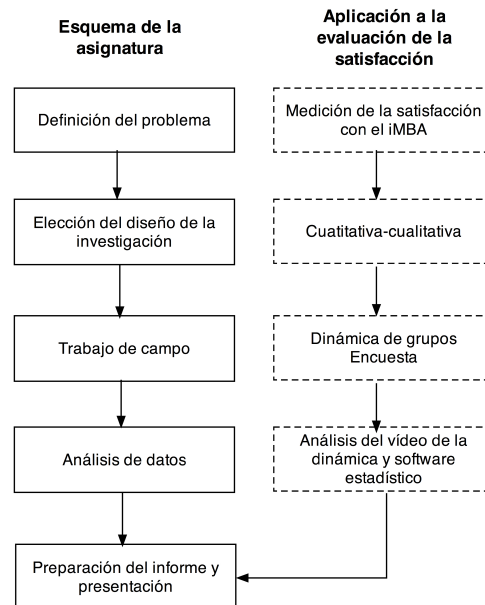 Esquema de la
asignatura
Aplicación a la
evaluación de la
satisfacción
Definición del problema
Medición de la satisfacción
con el iMBA
Elección del diseño de la
investigación
Cuatitativa-cualitativa
Trabajo de campo
Dinámica de grupos
Encuesta
Análisis de datos
Análisis del vídeo de la
dinámica y software
estadístico
Preparación del informe y
presentación